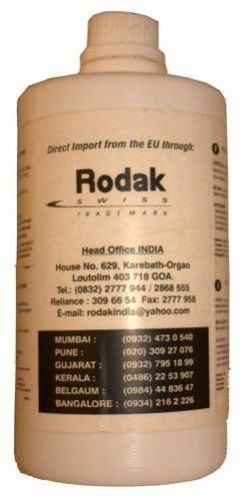 Direct Import from the EU through:
Rodak
SWISS
TRADEMARK
Head Office INDIA
House No. 629, Karebath-Orgao
Loutolim 403 718 GOA.
Tel.: (0832) 2777 944 / 2868 555
Reliance : 309 66 54 Fax: 2777 958
E-mail: rodakindia@yahoo.com
MUMBAI : (0932) 473 0 540
PUNE : (020) 309 27 076
GUJARAT : (0932) 795 18 99
KERALA : (0486) 22 53 907
BELGAUM : (0984) 44 836 47
BANGALORE : (0934) 216 2 226